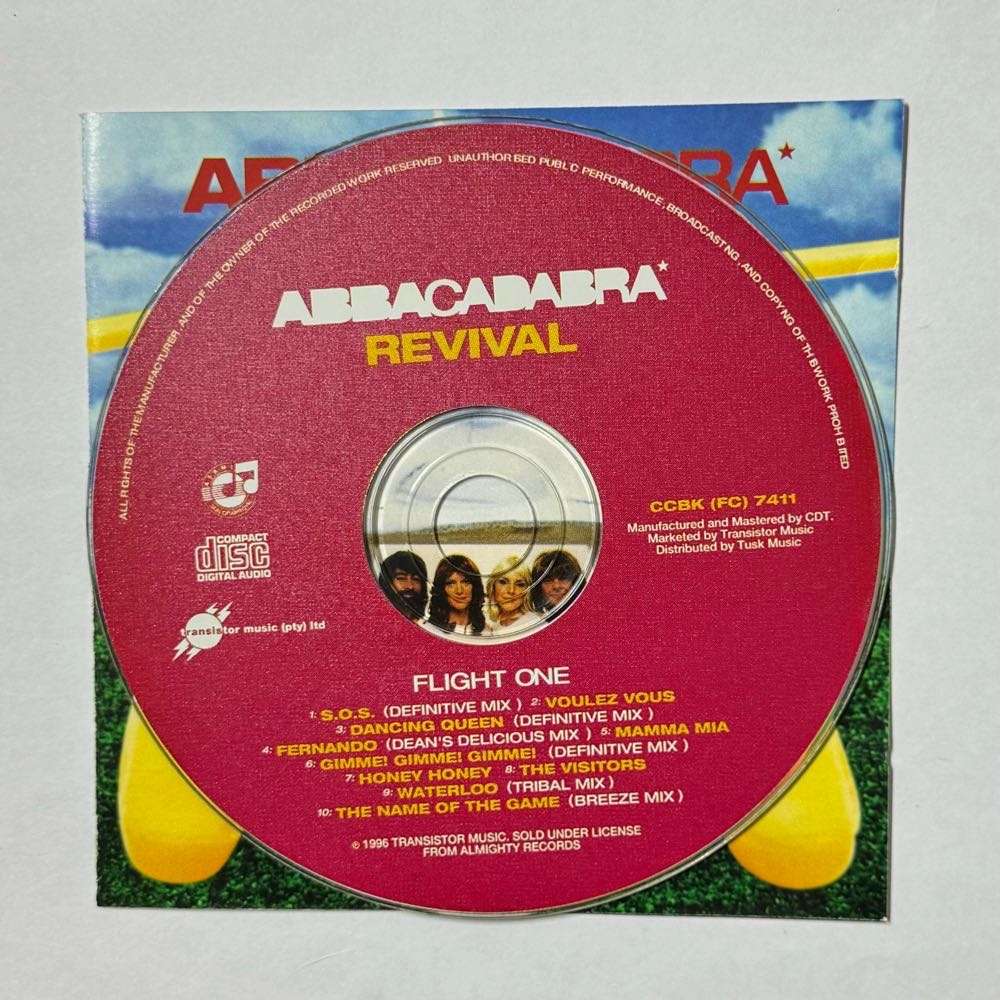 AB BRA*
ALL RIGHTS OF THE MANUFACTURER, AND OF THE OWNER OF THE RECORDED WORK RESERVED UNAUTHORISED PUBLIC PERFORMANCE, BROADCASTING, AND COPYNG OF TH WORK PROHIBITED
ABBACADABRA*
REVIVAL
COMPACT
disc
DIGITAL AUDIO
transistor music (pty) ltd
CCBK (FC) 7411
Manufactured and Mastered by CDT.
Marketed by Transistor Music
Distributed by Tusk Music
FLIGHT ONE
1: S.O.S. (DEFINITIVE MIX ) 2: VOULEZ VOUS
3: DANCING QUEEN (DEFINITIVE MIX )
4: FERNANDO (DEAN'S DELICIOUS MIX ) 5: MAMMA MIA
6: GIMME! GIMME! GIMME! (DEFINITIVE MIX )
7: HONEY HONEY 8: THE VISITORS
9: WATERLOO (TRIBAL MIX )
10: THE NAME OF THE GAME (BREEZE MIX )
℗ 1996 TRANSISTOR MUSIC. SOLD UNDER LICENSE
FROM ALMIGHTY RECORDS